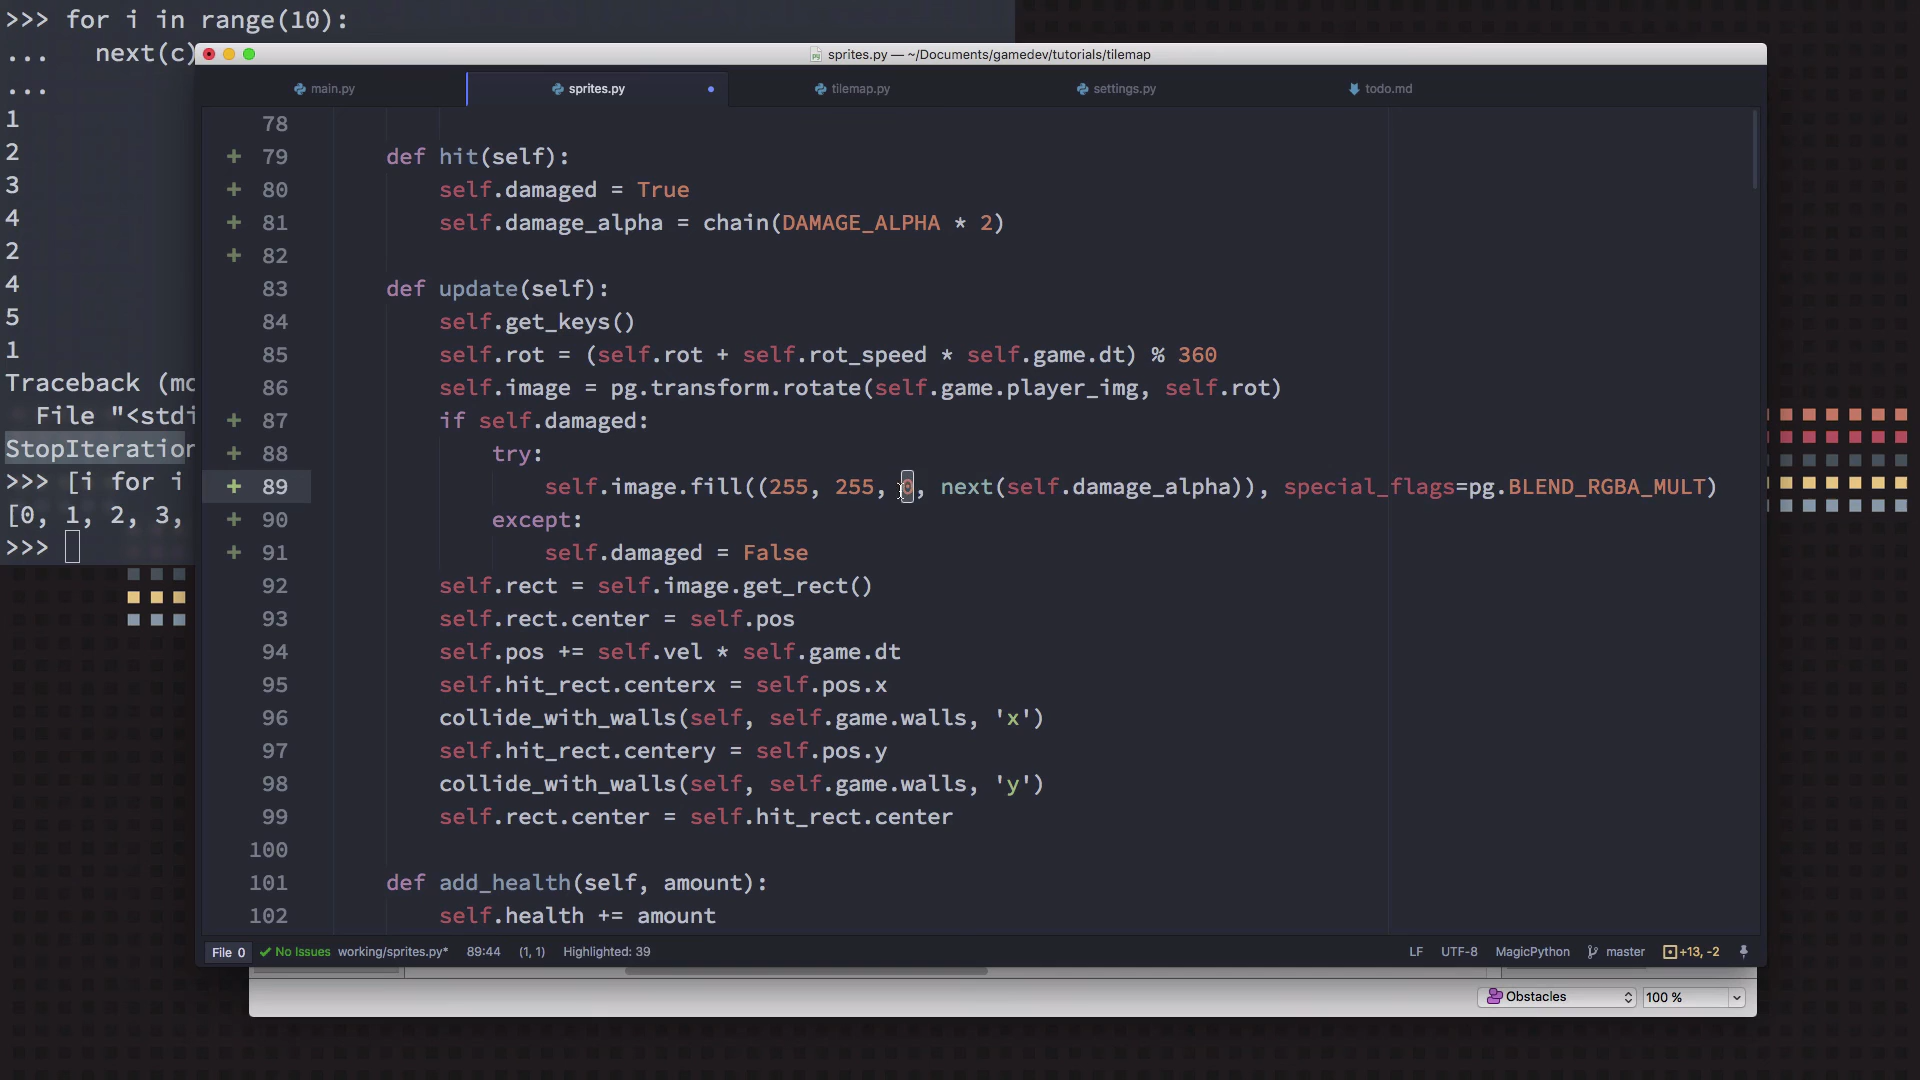 >>> for i in range(10):
...   next(c)
...
1
2
3
4
2
4
5
1
Traceback (mo
  File "<stdi
StopIteration
>>> [i for i
[0, 1, 2, 3,
>>>
sprites.py — ~/Documents/gamedev/tutorials/tilemap
main.py sprites.py tilemap.py settings.py todo.md
78
+ 79 def hit(self):
+ 80 self.damaged = True
+ 81 self.damage_alpha = chain(DAMAGE_ALPHA * 2)
+ 82
83 def update(self):
84 self.get_keys()
85 self.rot = (self.rot + self.rot_speed * self.game.dt) % 360
86 self.image = pg.transform.rotate(self.game.player_img, self.rot)
+ 87 if self.damaged:
+ 88 try:
+ 89 self.image.fill((255, 255, 0, next(self.damage_alpha)), special_flags=pg.BLEND_RGBA_MULT)
+ 90 except:
+ 91 self.damaged = False
92 self.rect = self.image.get_rect()
93 self.rect.center = self.pos
94 self.pos += self.vel * self.game.dt
95 self.hit_rect.centerx = self.pos.x
96 collide_with_walls(self, self.game.walls, 'x')
97 self.hit_rect.centery = self.pos.y
98 collide_with_walls(self, self.game.walls, 'y')
99 self.rect.center = self.hit_rect.center
100
101 def add_health(self, amount):
102 self.health += amount
File 0 No Issues working/sprites.py* 89:44 (1, 1) Highlighted: 39 LF UTF-8 MagicPython master +13, -2
Obstacles 100 %